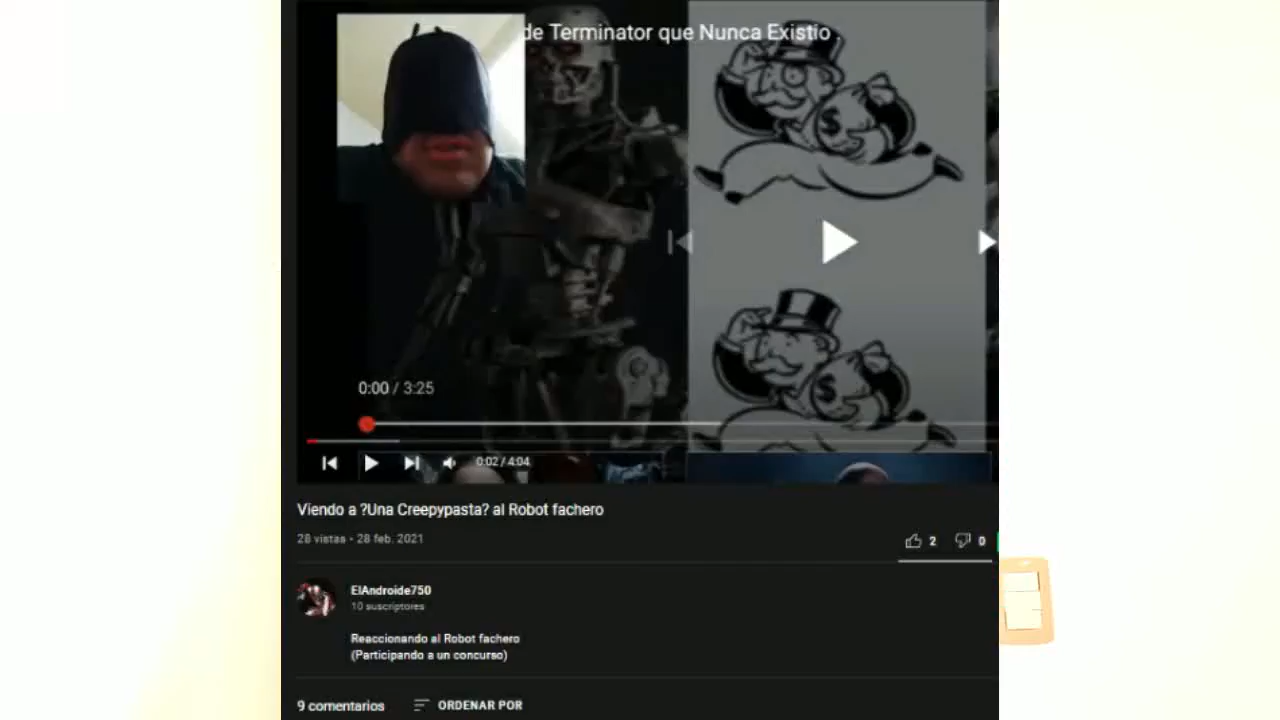 de Terminator que Nunca Existio .
$
$
0:00 / 3:25
0:02 / 4:04
Viendo a ?Una Creepypasta? al Robot fachero
28 vistas • 28 feb. 2021
2
0
ElAndroide750
10 suscriptores
Reaccionando al Robot fachero
(Participando a un concurso)
9 comentarios
ORDENAR POR